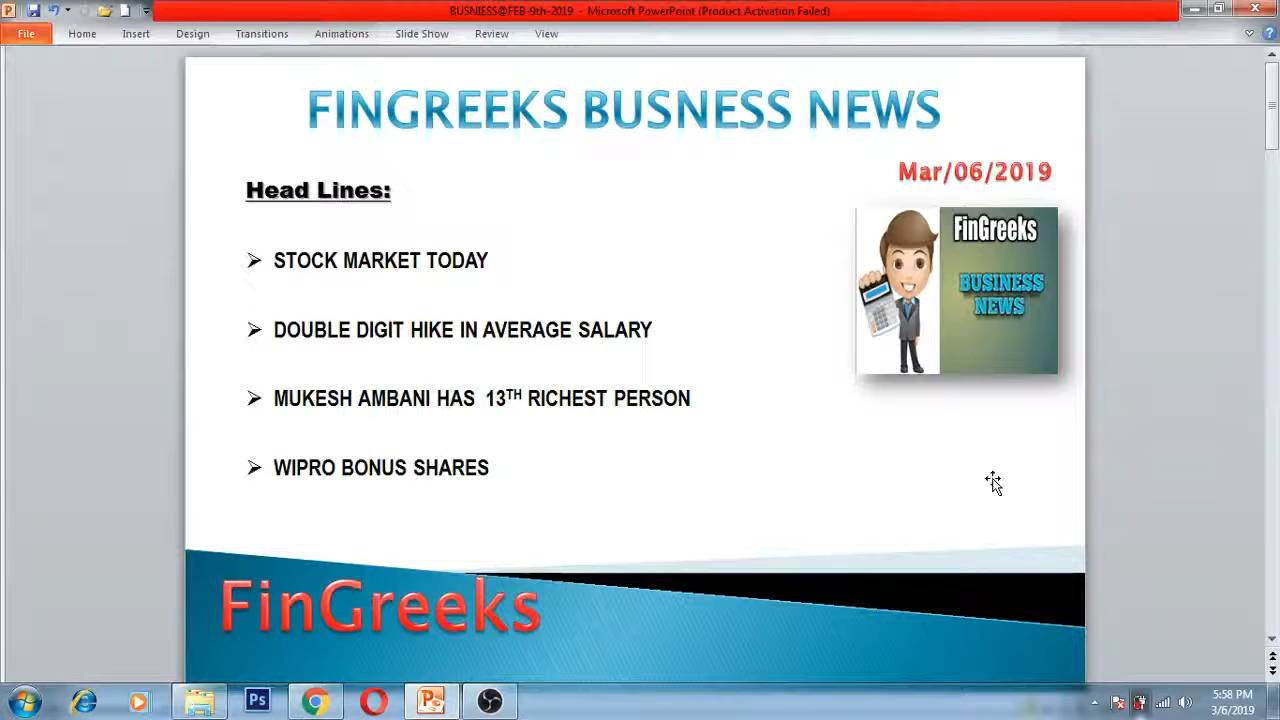 BUSNIESS@FEB-9th-2019 - Microsoft PowerPoint (Product Activation Failed)
File Home Insert Design Transitions Animations Slide Show Review View
FINGREEKS BUSNESS NEWS
Mar/06/2019
Head Lines:
FinGreeks
BUSINESS
NEWS
STOCK MARKET TODAY
DOUBLE DIGIT HIKE IN AVERAGE SALARY
MUKESH AMBANI HAS 13TH RICHEST PERSON
WIPRO BONUS SHARES
FinGreeks
Ps
5:58 PM
3/6/2019